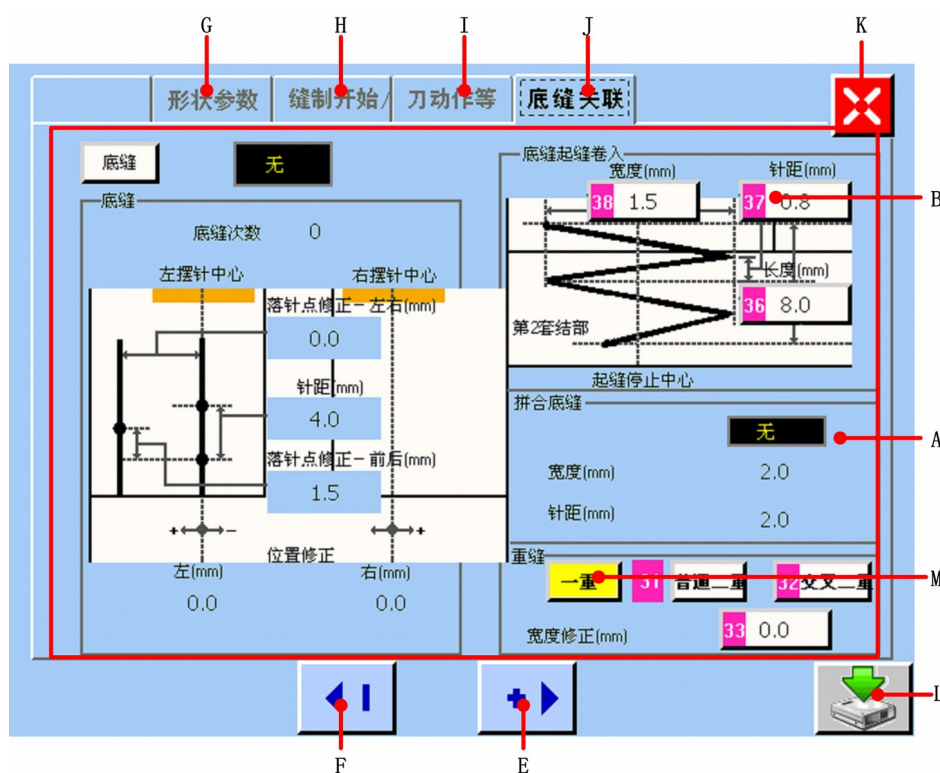 G H I J K
形状参数 缝制开始/ 刀动作等 底缝关联
底缝 无
底缝
底缝次数 0
左摆针中心 右摆针中心
落针点修正－左右(mm)
0.0
针距(mm)
4.0
落针点修正－前后(mm)
1.5
+ - +
位置修正
左(mm) 右(mm)
0.0 0.0
底缝起缝卷入
宽度(mm) 针距(mm)
38 1.5 37 0.8 B
长度(mm)
36 8.0
第2套结部
起缝停止中心
拼合底缝
无 A
宽度(mm) 2.0
针距(mm) 2.0
重缝
一重 31 普通二重 32 交叉二重 M
宽度修正(mm) 33 0.0
L
F E